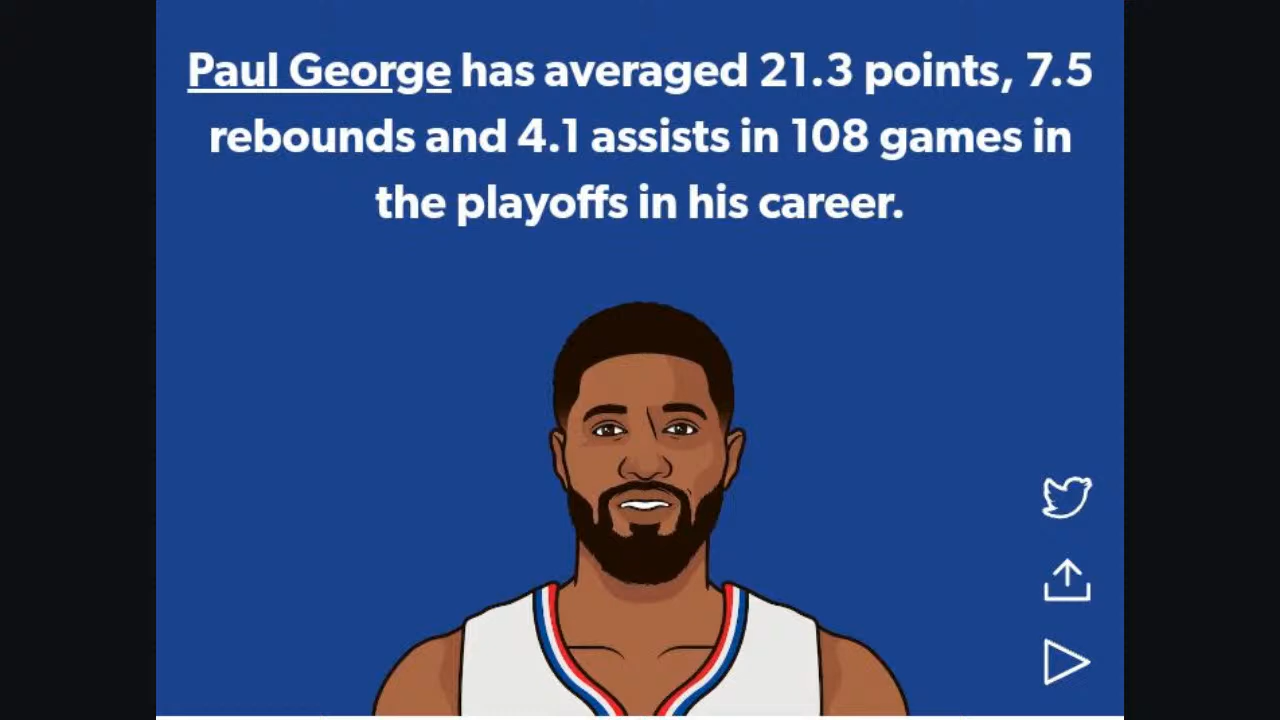 Paul George has averaged 21.3 points, 7.5
rebounds and 4.1 assists in 108 games in
the playoffs in his career.